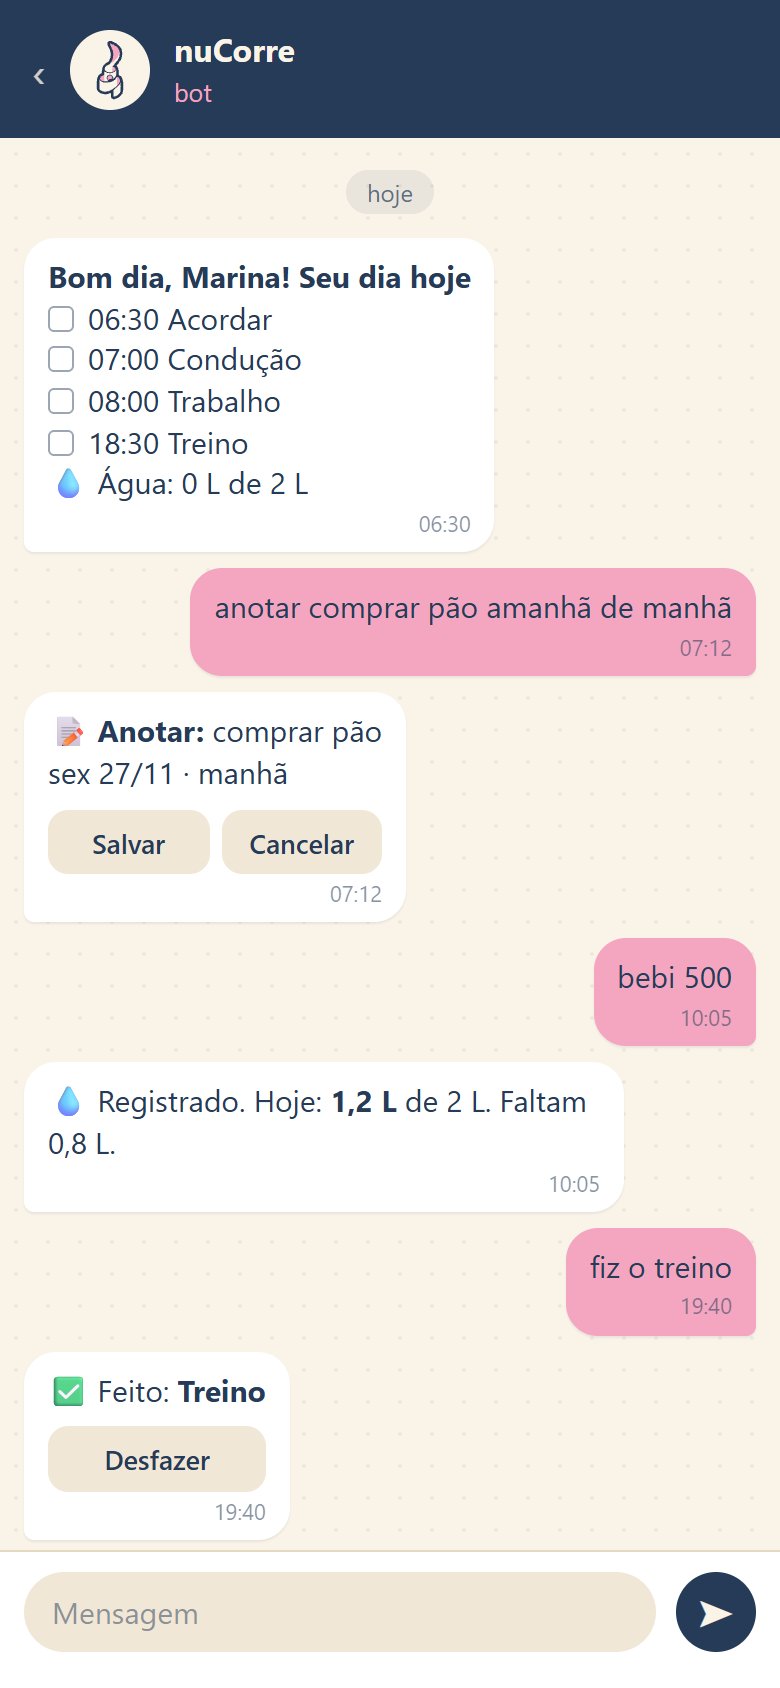 nuCorre
bot
hoje
Bom dia, Marina! Seu dia hoje
06:30 Acordar
07:00 Condução
08:00 Trabalho
18:30 Treino
Água: 0 L de 2 L
06:30
anotar comprar pão amanhã de manhã
07:12
Anotar: comprar pão
sex 27/11 · manhã
Salvar Cancelar
07:12
bebi 500
10:05
Registrado. Hoje: 1,2 L de 2 L. Faltam
0,8 L.
10:05
fiz o treino
19:40
Feito: Treino
Desfazer
19:40
Mensagem